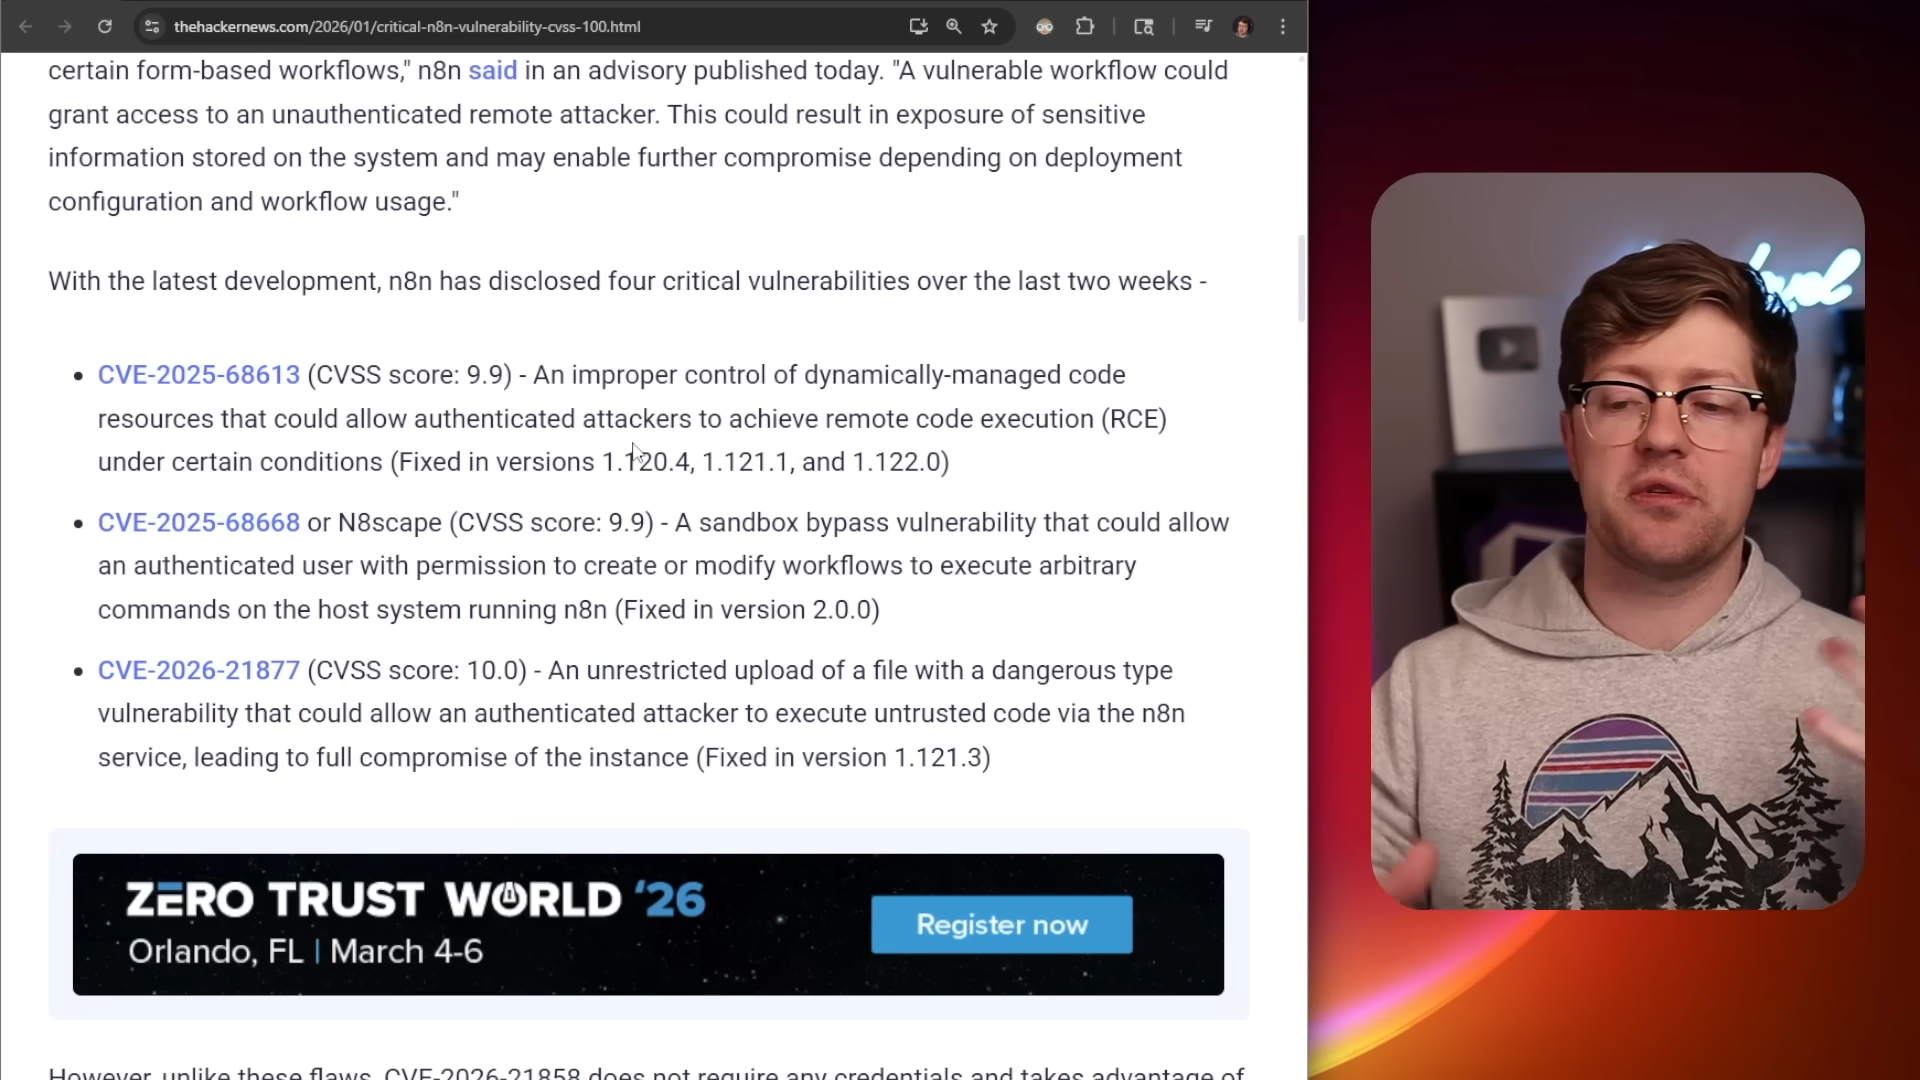 thehackernews.com/2026/01/critical-n8n-vulnerability-cvss-100.html
certain form-based workflows," n8n said in an advisory published today. "A vulnerable workflow could
grant access to an unauthenticated remote attacker. This could result in exposure of sensitive
information stored on the system and may enable further compromise depending on deployment
configuration and workflow usage."
With the latest development, n8n has disclosed four critical vulnerabilities over the last two weeks -
• CVE-2025-68613 (CVSS score: 9.9) - An improper control of dynamically-managed code
resources that could allow authenticated attackers to achieve remote code execution (RCE)
under certain conditions (Fixed in versions 1.120.4, 1.121.1, and 1.122.0)
• CVE-2025-68668 or N8scape (CVSS score: 9.9) - A sandbox bypass vulnerability that could allow
an authenticated user with permission to create or modify workflows to execute arbitrary
commands on the host system running n8n (Fixed in version 2.0.0)
• CVE-2026-21877 (CVSS score: 10.0) - An unrestricted upload of a file with a dangerous type
vulnerability that could allow an authenticated attacker to execute untrusted code via the n8n
service, leading to full compromise of the instance (Fixed in version 1.121.3)
ZERO TRUST WORLD '26
Orlando, FL | March 4-6
Register now
However, unlike these flaws, CVE-2026-21858 does not require any credentials and takes advantage of